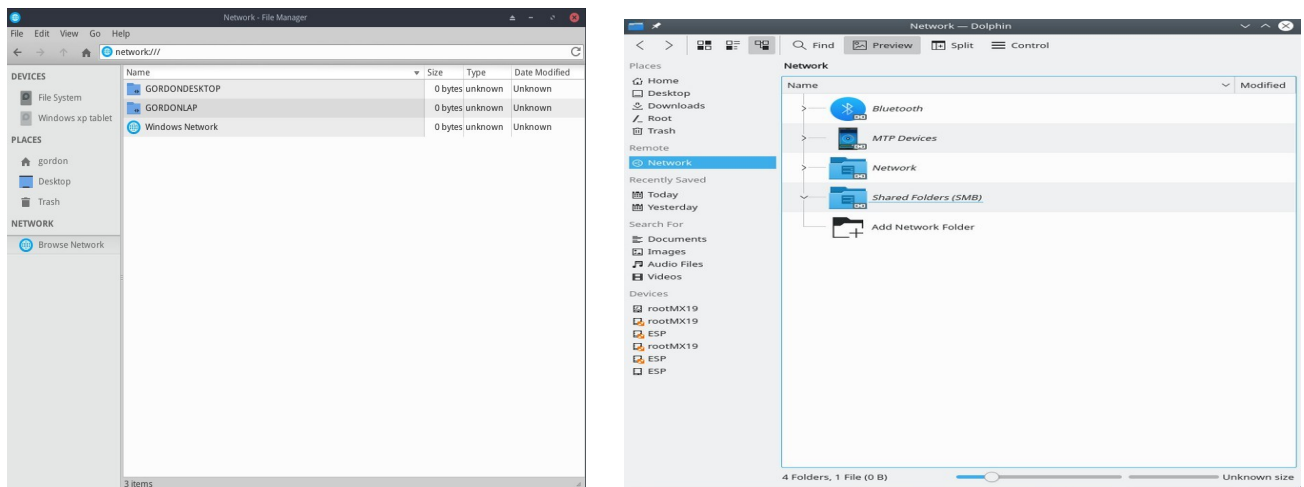 Network - File Manager
File Edit View Go Help
network:///
DEVICES
File System
Windows xp tablet
PLACES
gordon
Desktop
Trash
NETWORK
Browse Network
Name Size Type Date Modified
GORDONDESKTOP 0 bytes unknown Unknown
GORDONLAP 0 bytes unknown Unknown
Windows Network 0 bytes unknown Unknown
3 items
Network — Dolphin
Find Preview Split Control
Places
Home
Desktop
Downloads
Root
Trash
Remote
Network
Recently Saved
Today
Yesterday
Search For
Documents
Images
Audio Files
Videos
Devices
rootMX19
rootMX19
ESP
rootMX19
ESP
ESP
Network
Name Modified
Bluetooth
MTP Devices
Network
Shared Folders (SMB)
Add Network Folder
4 Folders, 1 File (0 B) Unknown size